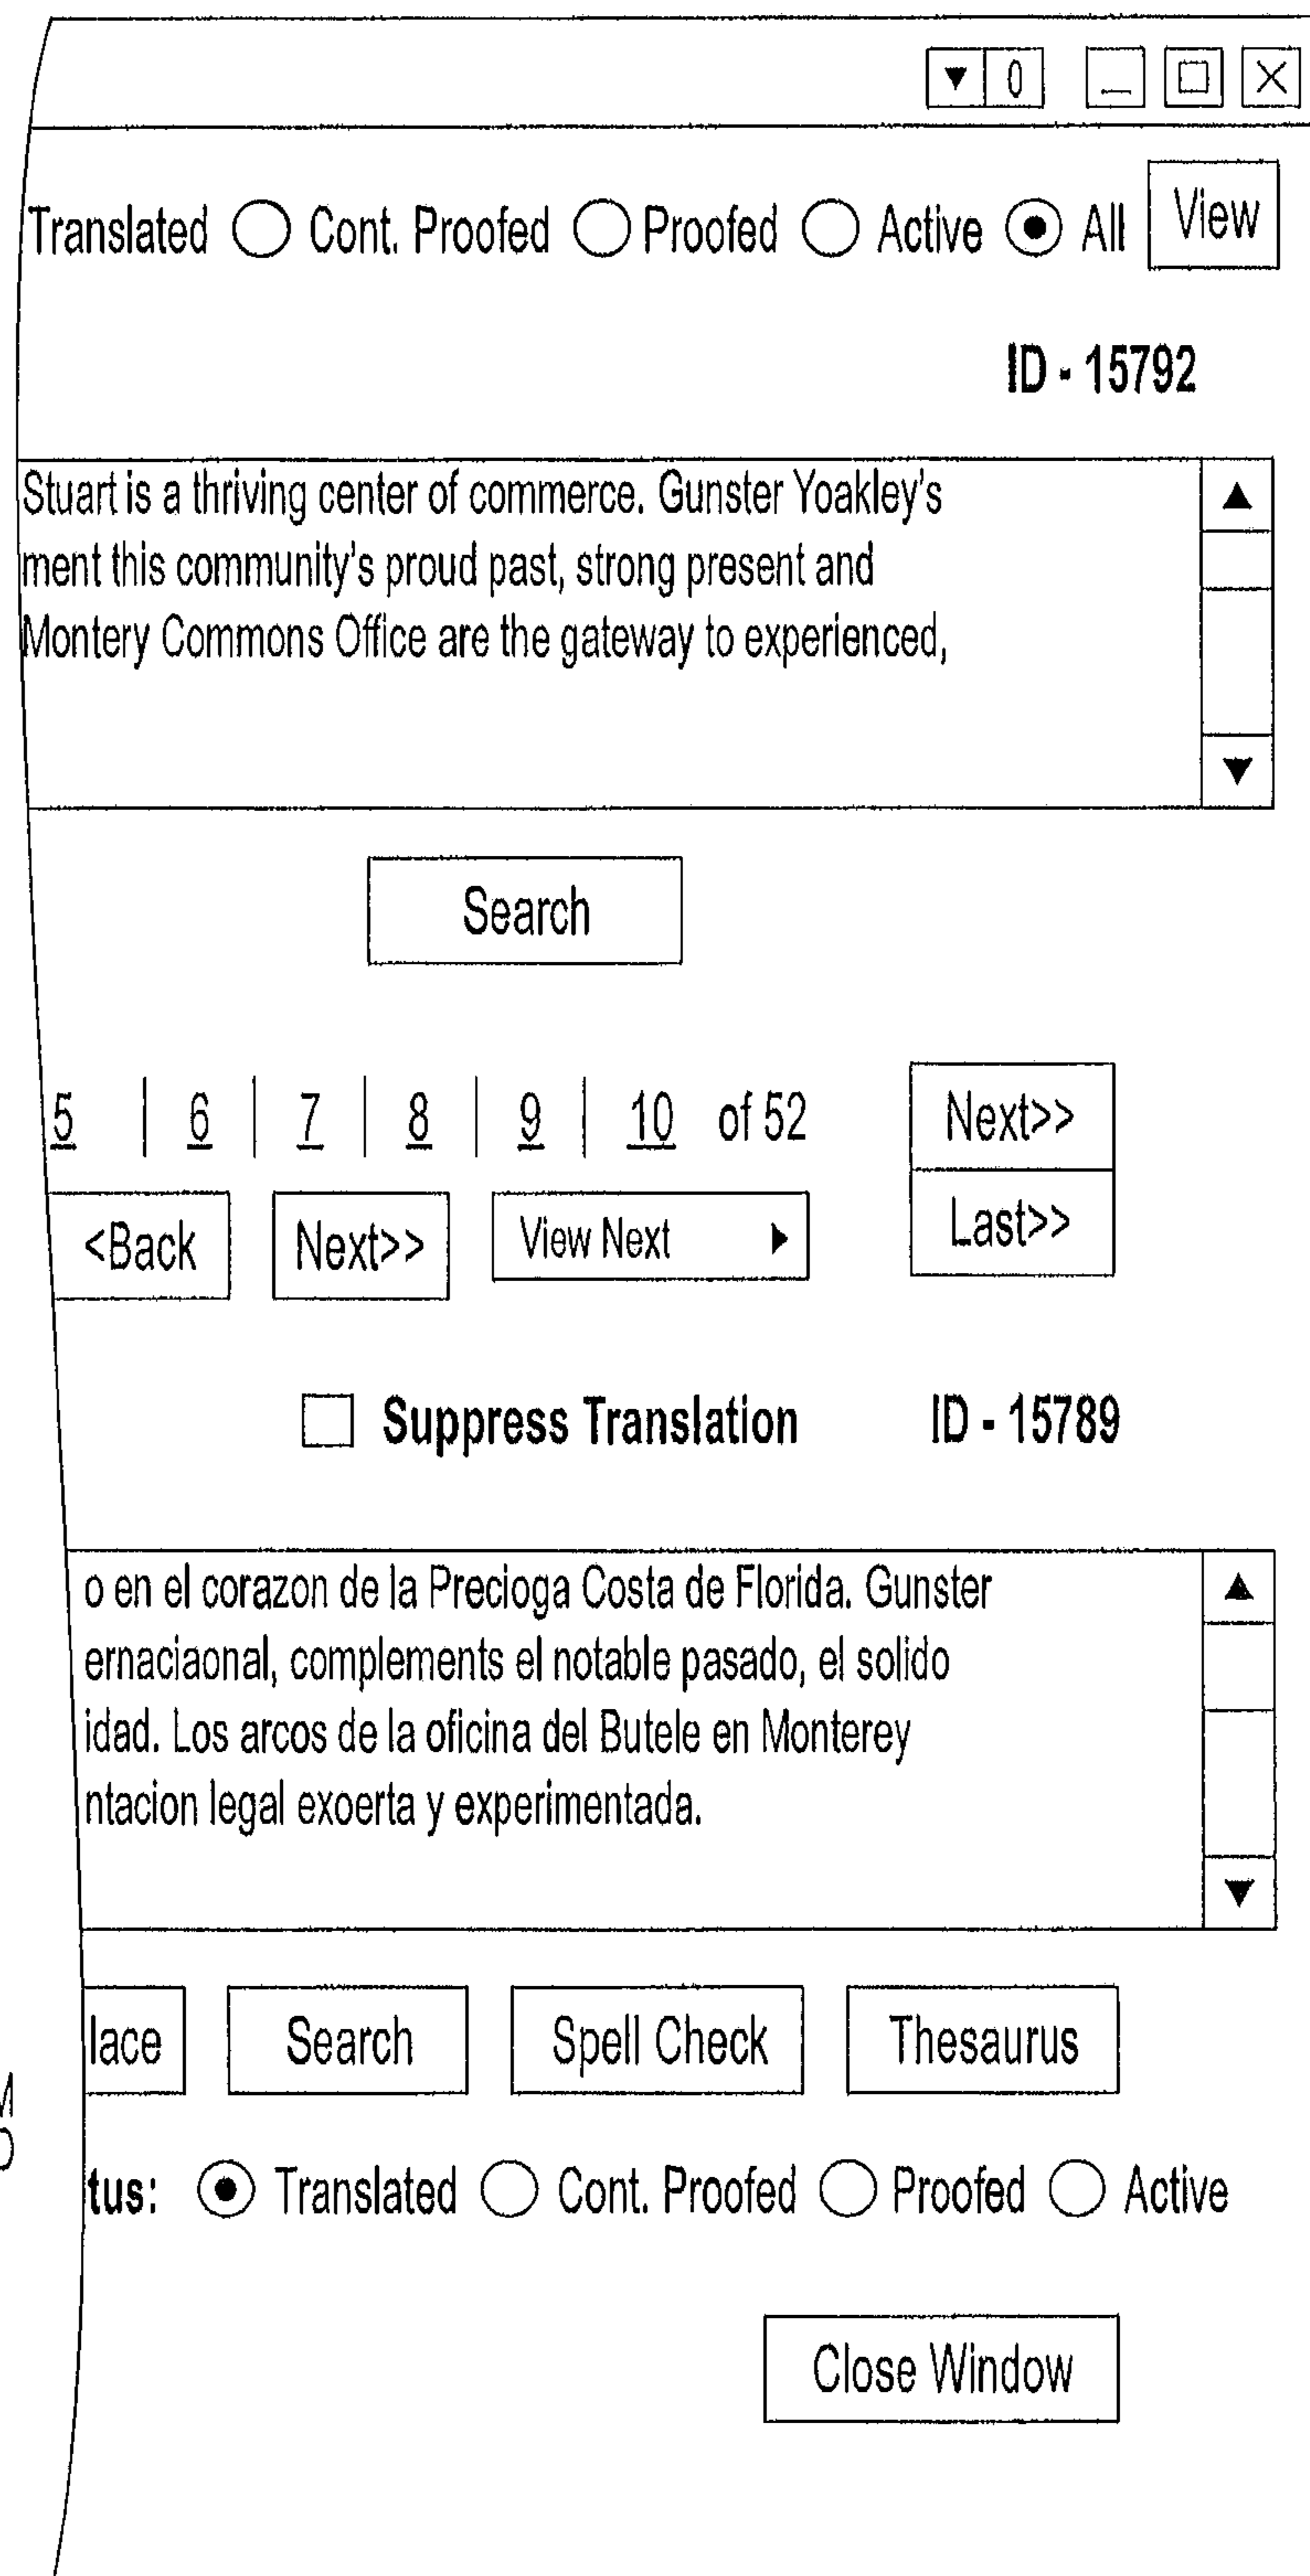 0
Translated Cont. Proofed Proofed Active All View
ID - 15792
Stuart is a thriving center of commerce. Gunster Yoakley's
ment this community's proud past, strong present and
Montery Commons Office are the gateway to experienced,
Search
5 | 6 | 7 | 8 | 9 | 10 of 52 Next>>
<Back Next>> View Next Last>>
Suppress Translation ID - 15789
o en el corazon de la Precioga Costa de Florida. Gunster
ernaciaonal, complements el notable pasado, el solido
idad. Los arcos de la oficina del Butele en Monterey
ntacion legal exoerta y experimentada.
lace Search Spell Check Thesaurus
tus: Translated Cont. Proofed Proofed Active
Close Window